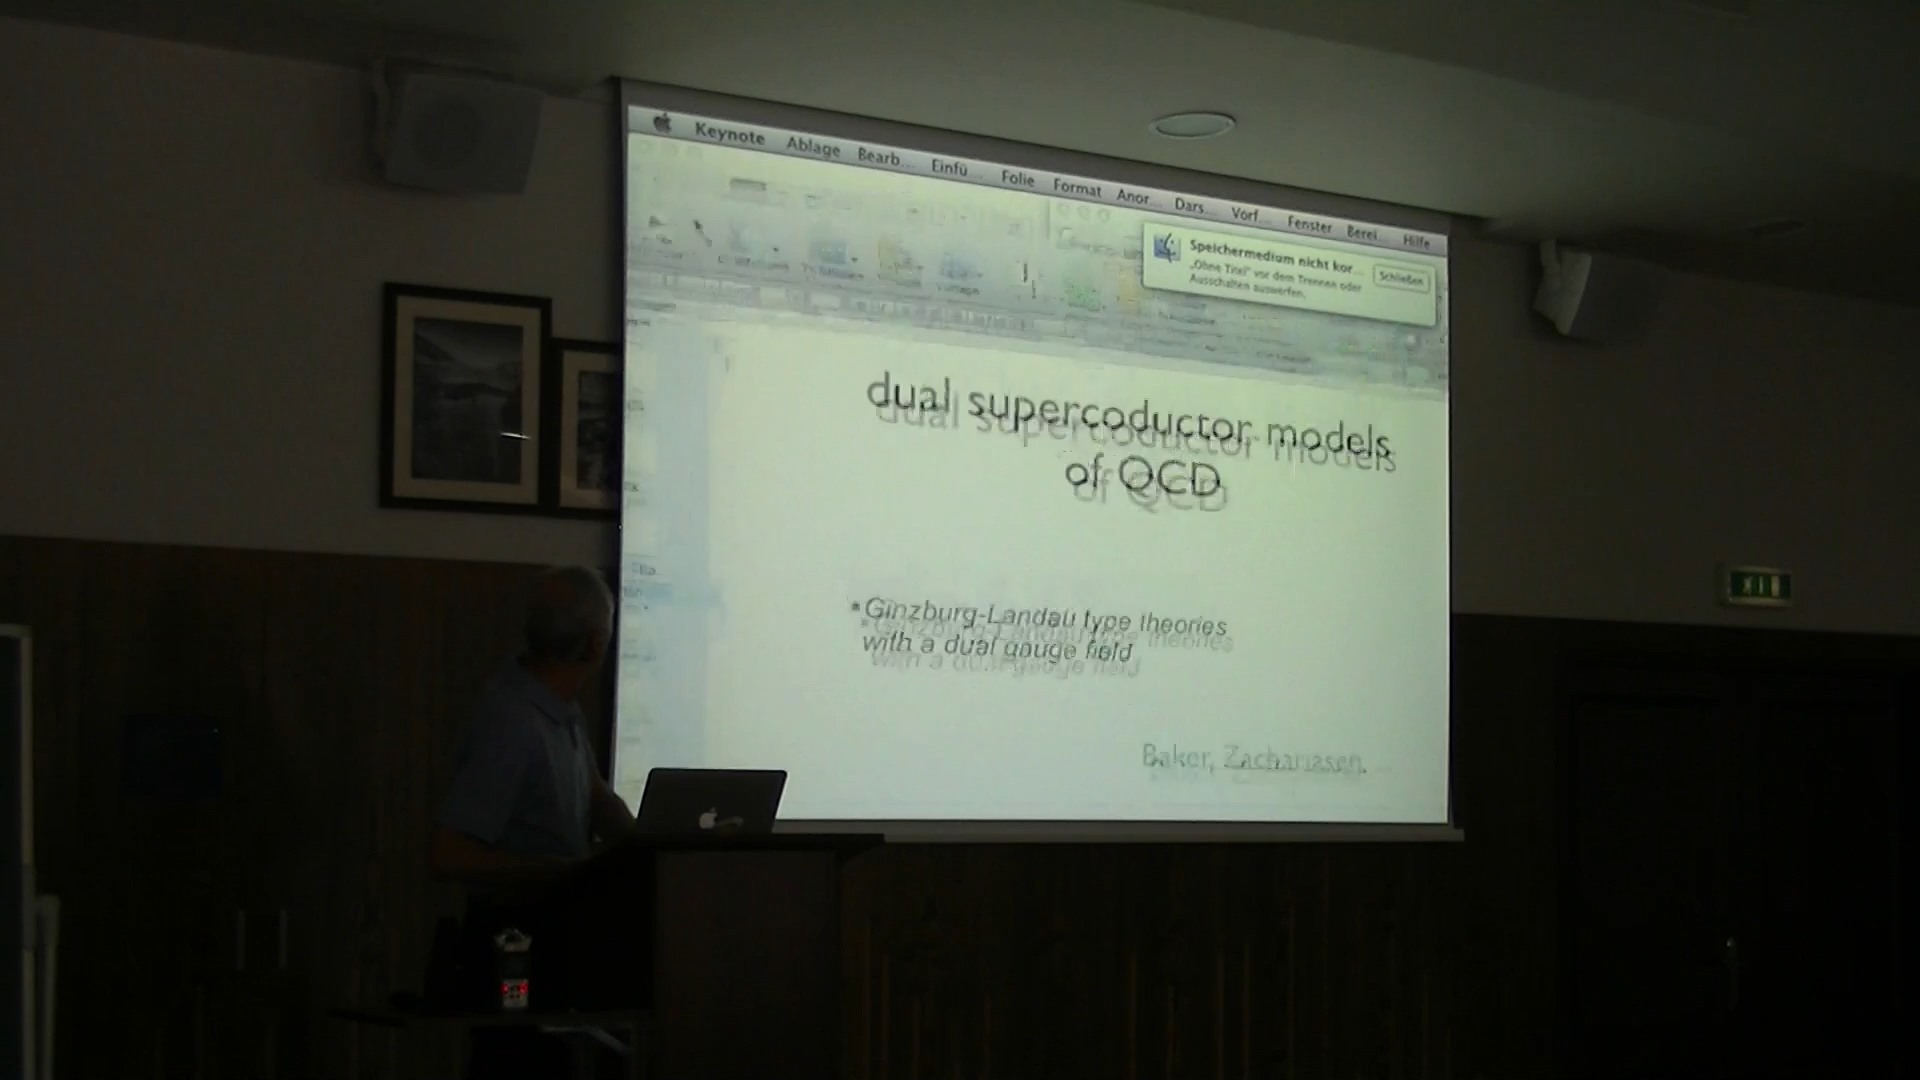 Keynote Ablage Bearb... Einfü... Folie Format Anor... Dars... Vorf... Fenster Berei... Hilfe
Speichermedium nicht kor...
„Ohne Titel“ vor dem Trennen oder
Ausschalten auswerfen.
Schließen
dual supercoductor models
of QCD
• Ginzburg-Landau type theories
with a dual gauge field
Baker, Zachariasen.